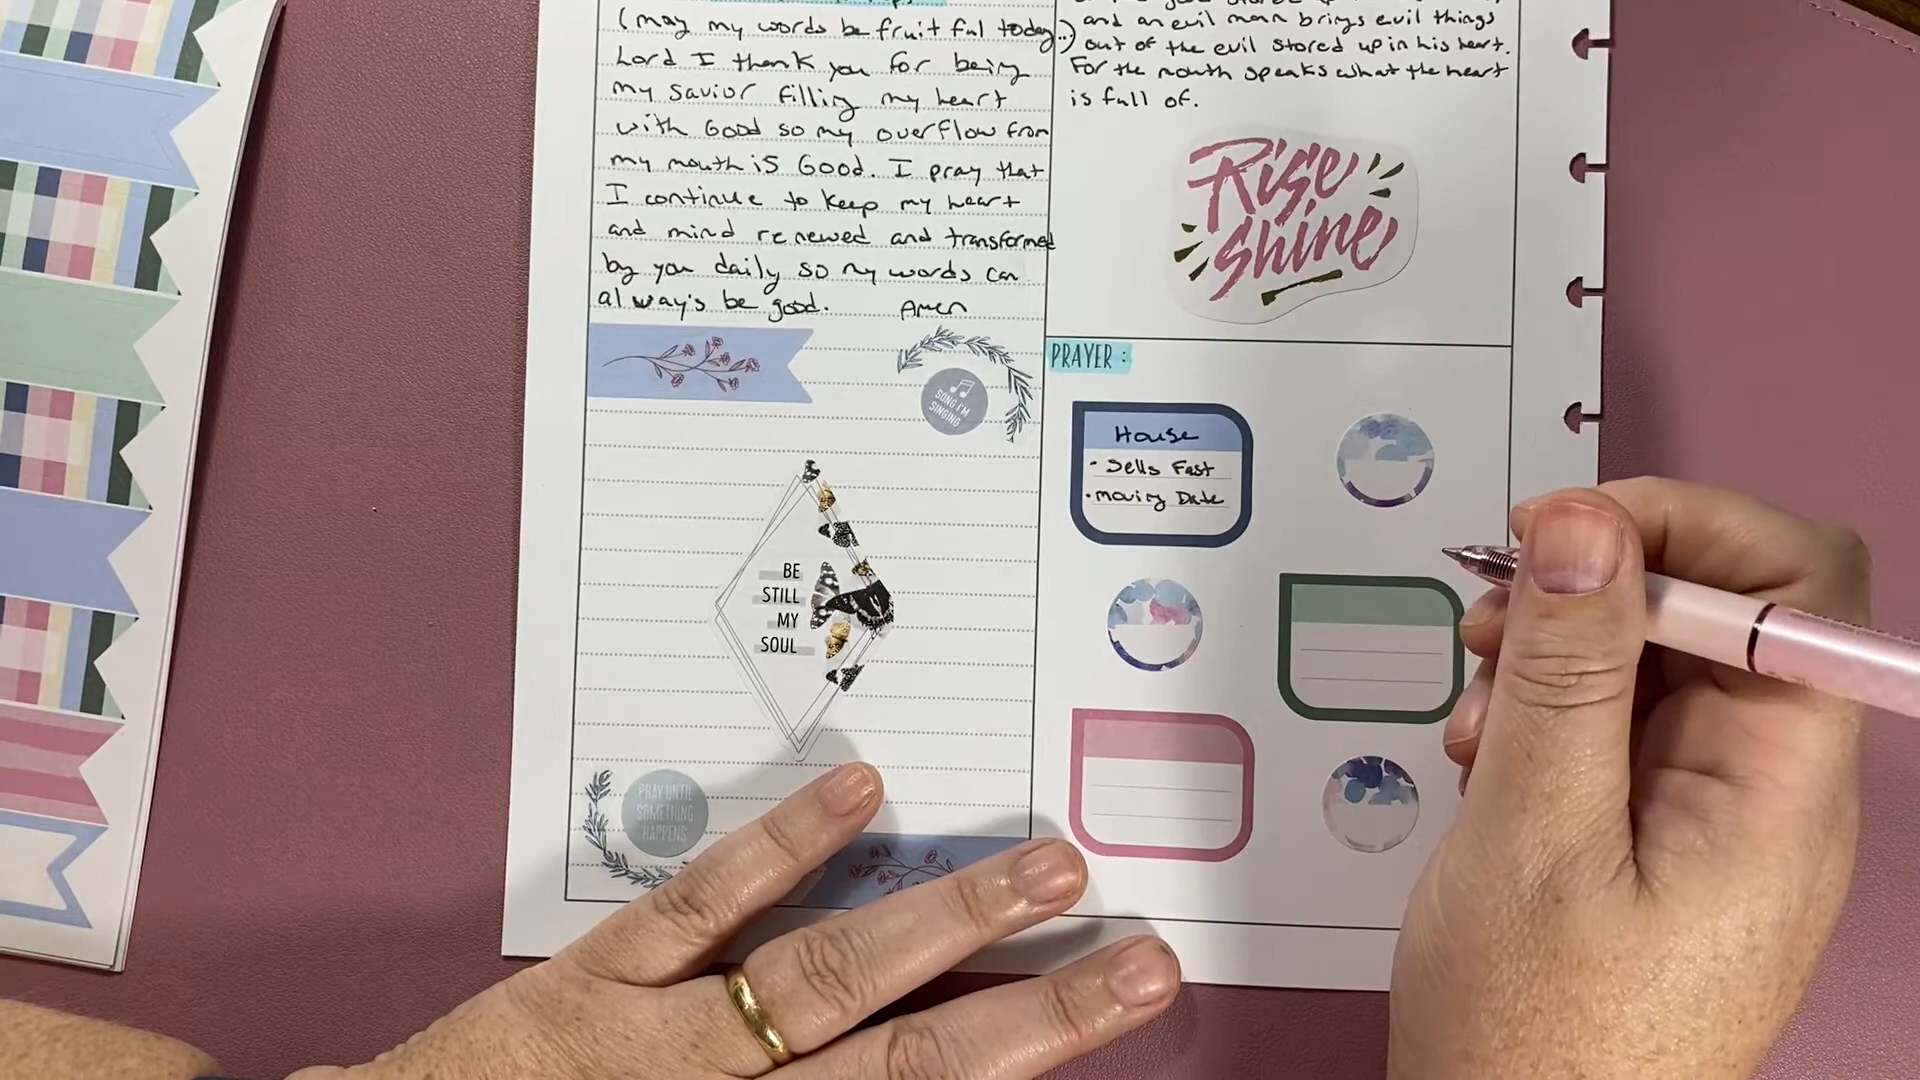 (may my words be fruitful today..)
Lord I thank you for being
my savior filling my heart
with Good so my overflow from
my mouth is Good. I pray that
I continue to keep my heart
and mind renewed and transformed
by you daily so my words can
always be good. Amen
SONG I'M
SINGING
BE
STILL
MY
SOUL
PRAY UNTIL
SOMETHING
HAPPENS
and an evil man brings evil things
out of the evil stored up in his heart.
For the mouth speaks what the heart
is full of.
Rise
Shine
PRAYER :
House
- Sells Fast
• Moving Date